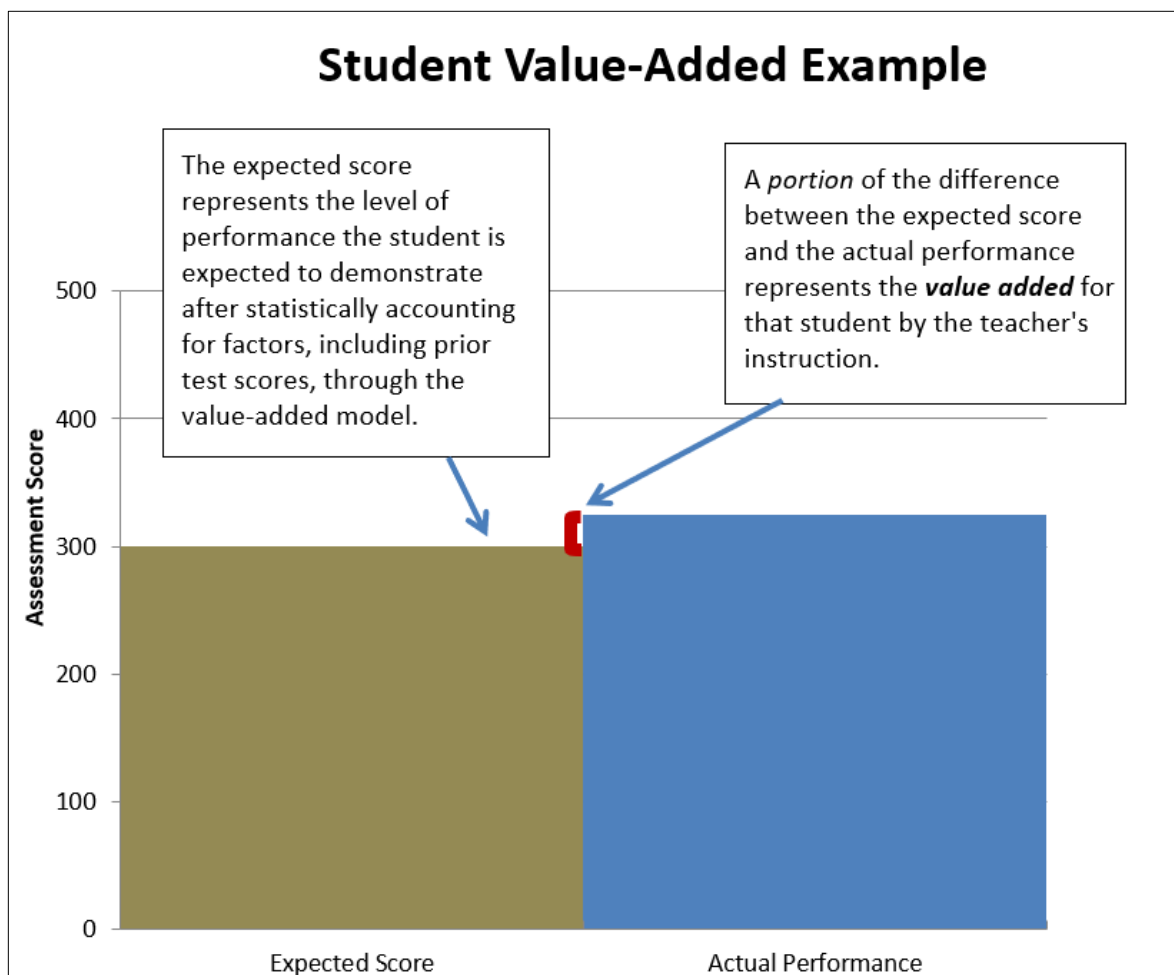 Student Value-Added Example
The expected score
represents the level of
performance the student is
expected to demonstrate
after statistically accounting
for factors, including prior
test scores, through the
value-added model.
A portion of the difference
between the expected score
and the actual performance
represents the value added for
that student by the teacher's
instruction.
Assessment Score
500
400
300
200
100
0
Expected Score
Actual Performance